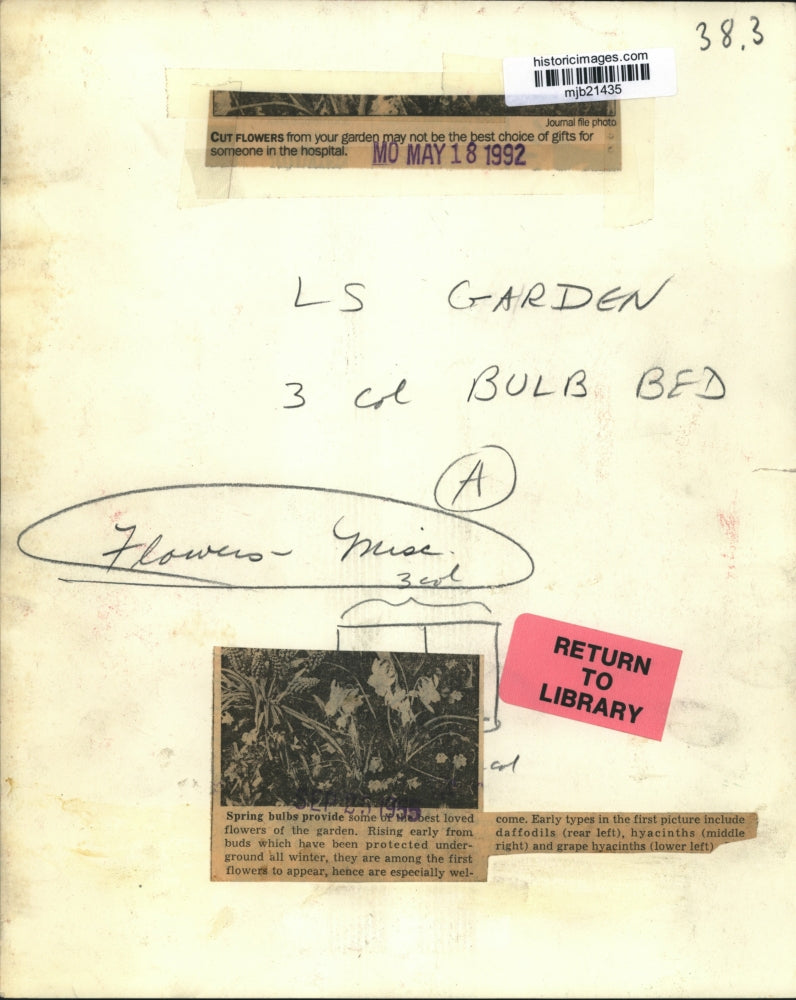 38.3
historicimages.com
mjb21435
Journal file photo
CUT FLOWERS from your garden may not be the best choice of gifts for
someone in the hospital.
MO MAY 18 1992
LS GARDEN
3 col BULB BED
A
Flowers - Misc.
3 col
RETURN
TO
LIBRARY
col
SEP 25
Spring bulbs provide some of the best loved
flowers of the garden. Rising early from
buds which have been protected under-
ground all winter, they are among the first
flowers to appear, hence are especially wel-
come. Early types in the first picture include
daffodils (rear left), hyacinths (middle
right) and grape hyacinths (lower left)